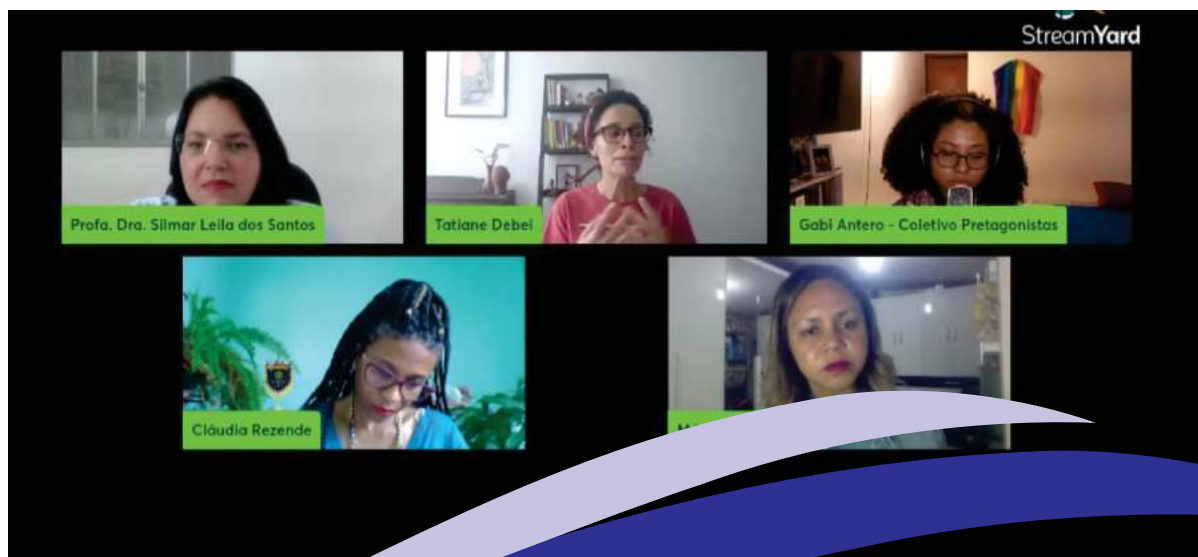 StreamYard
Profa. Dra. Silmar Leila dos Santos
Tatiane Debei
Gabi Antero - Coletivo Pretagonistas
Cláudia Rezende